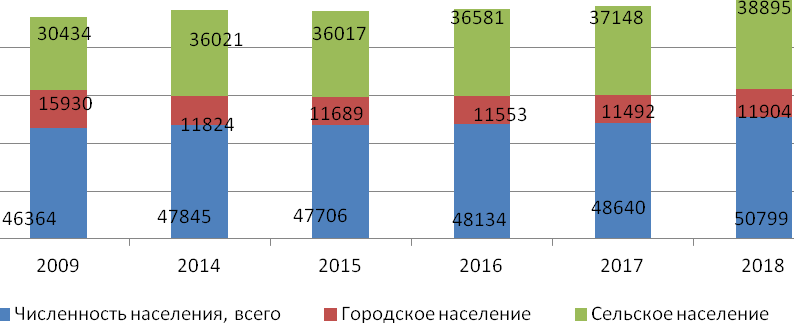 30434 36021 36017 36581 37148 38895
15930 11824 11689 11553 11492 11904
46364 47845 47706 48134 48640 50799
2009 2014 2015 2016 2017 2018
Численность населения, всего Городское население Сельское население